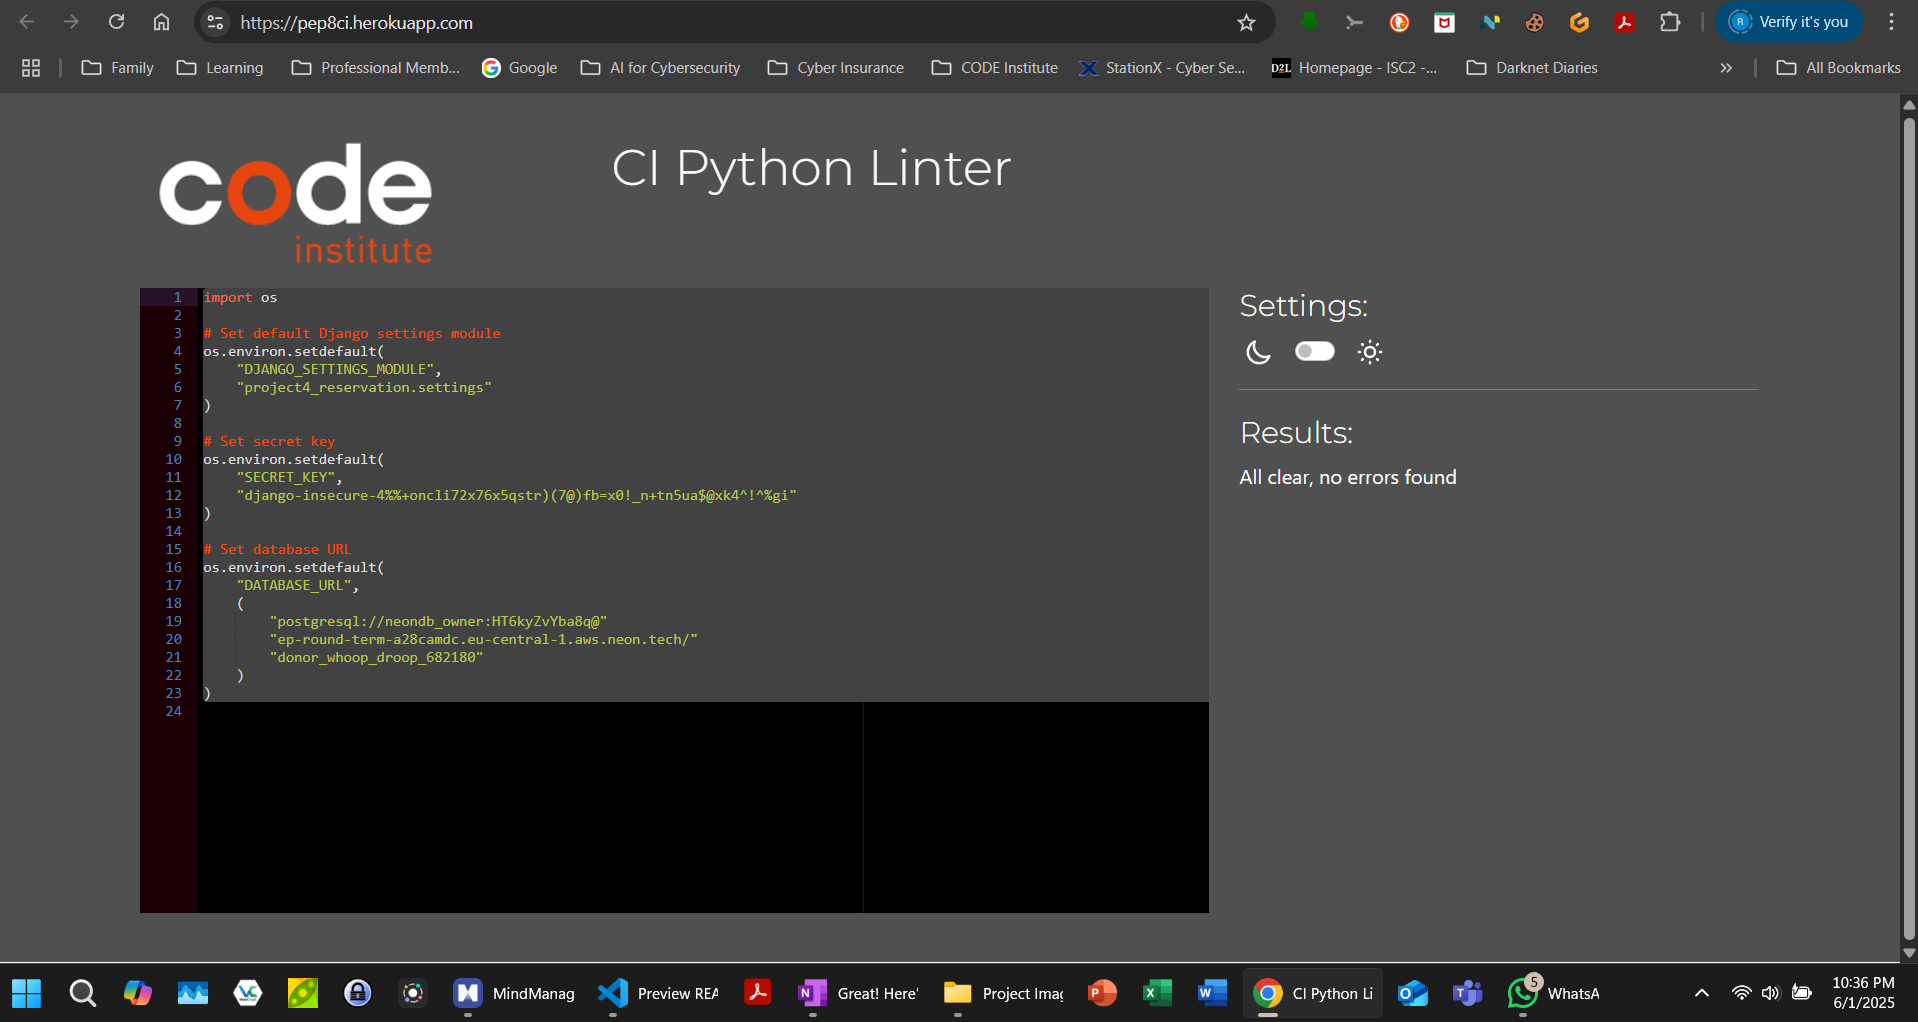 https://pep8ci.herokuapp.com
Verify it's you
Family
Learning
Professional Memb...
Google
AI for Cybersecurity
Cyber Insurance
CODE Institute
StationX - Cyber Se...
D2L
Homepage - ISC2 -...
Darknet Diaries
All Bookmarks
code
institute
CI Python Linter
1 import os
2
3 # Set default Django settings module
4 os.environ.setdefault(
5 "DJANGO_SETTINGS_MODULE",
6 "project4_reservation.settings"
7 )
8
9 # Set secret key
10 os.environ.setdefault(
11 "SECRET_KEY",
12 "django-insecure-4%%+oncli72x76x5qstr)(7@)fb=x0!_n+tn5ua$@xk4^!^%gi"
13 )
14
15 # Set database URL
16 os.environ.setdefault(
17 "DATABASE_URL",
18 (
19 "postgresql://neondb_owner:HT6kyZvYba8q@"
20 "ep-round-term-a28camdc.eu-central-1.aws.neon.tech/"
21 "donor_whoop_droop_682180"
22 )
23 )
24
Settings:
Results:
All clear, no errors found
MindManag
Preview REA
Great! Here'
Project Imag
CI Python Li
5
WhatsA
10:36 PM
6/1/2025